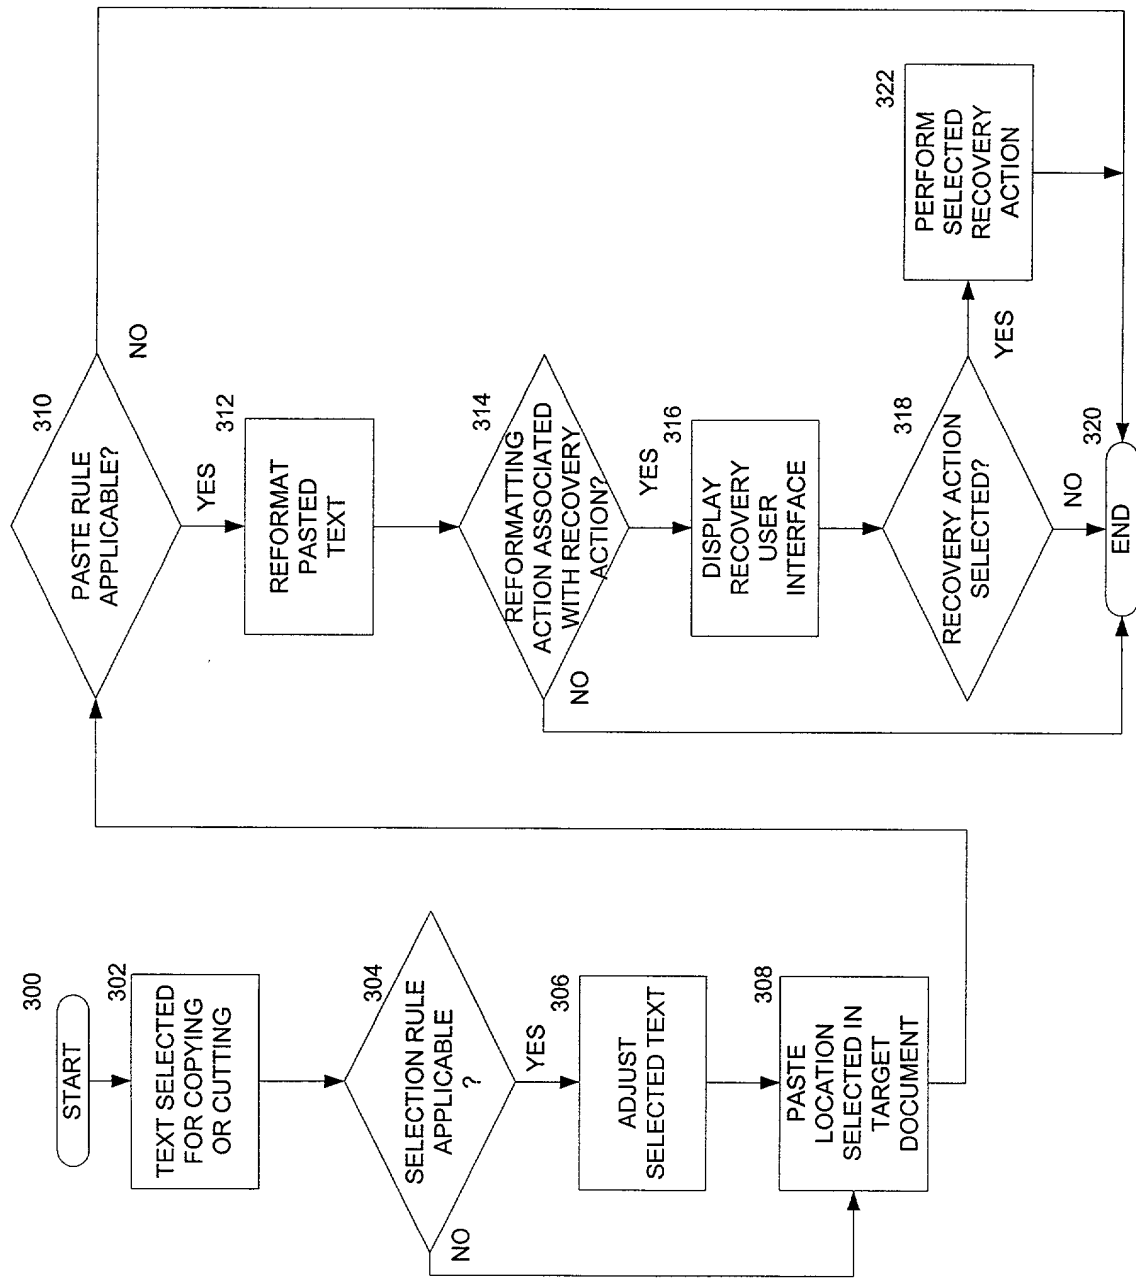 300
START
302
TEXT SELECTED
FOR COPYING
OR CUTTING
304
SELECTION RULE
APPLICABLE
?
NO
YES
306
ADJUST
SELECTED TEXT
308
PASTE
LOCATION
SELECTED IN
TARGET
DOCUMENT
310
PASTE RULE
APPLICABLE?
NO
YES
312
REFORMAT
PASTED
TEXT
314
REFORMATTING
ACTION ASSOCIATED
WITH RECOVERY
ACTION?
NO
YES
316
DISPLAY
RECOVERY
USER
INTERFACE
318
RECOVERY ACTION
SELECTED?
YES
NO
322
PERFORM
SELECTED
RECOVERY
ACTION
320
END